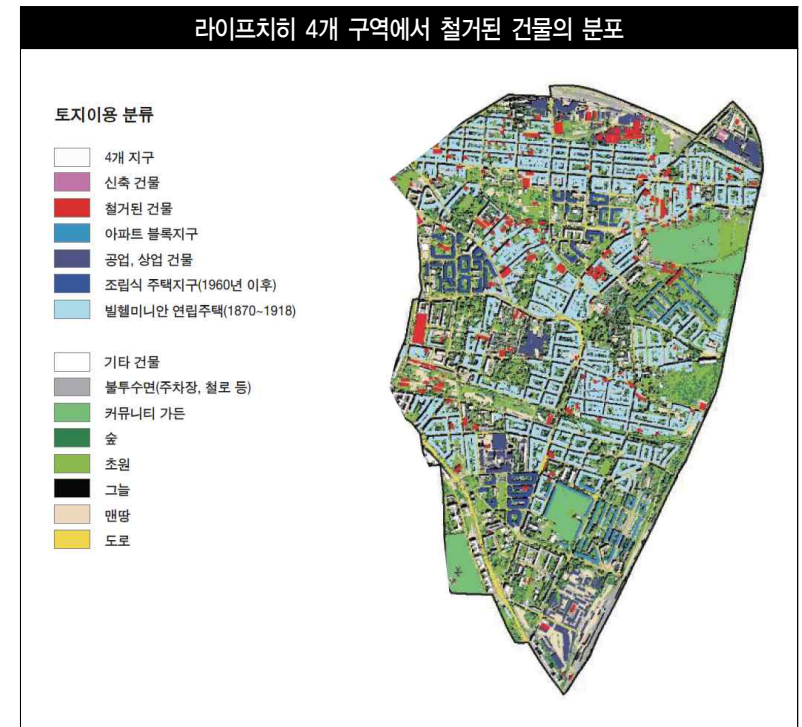 라이프치히 4개 구역에서 철거된 건물의 분포
토지이용 분류
4개 지구
신축 건물
철거된 건물
아파트 블록지구
공업, 상업 건물
조립식 주택지구(1960년 이후)
빌헬미니안 연립주택(1870~1918)
기타 건물
불투수면(주차장, 철로 등)
커뮤니티 가든
숲
초원
그늘
맨땅
도로